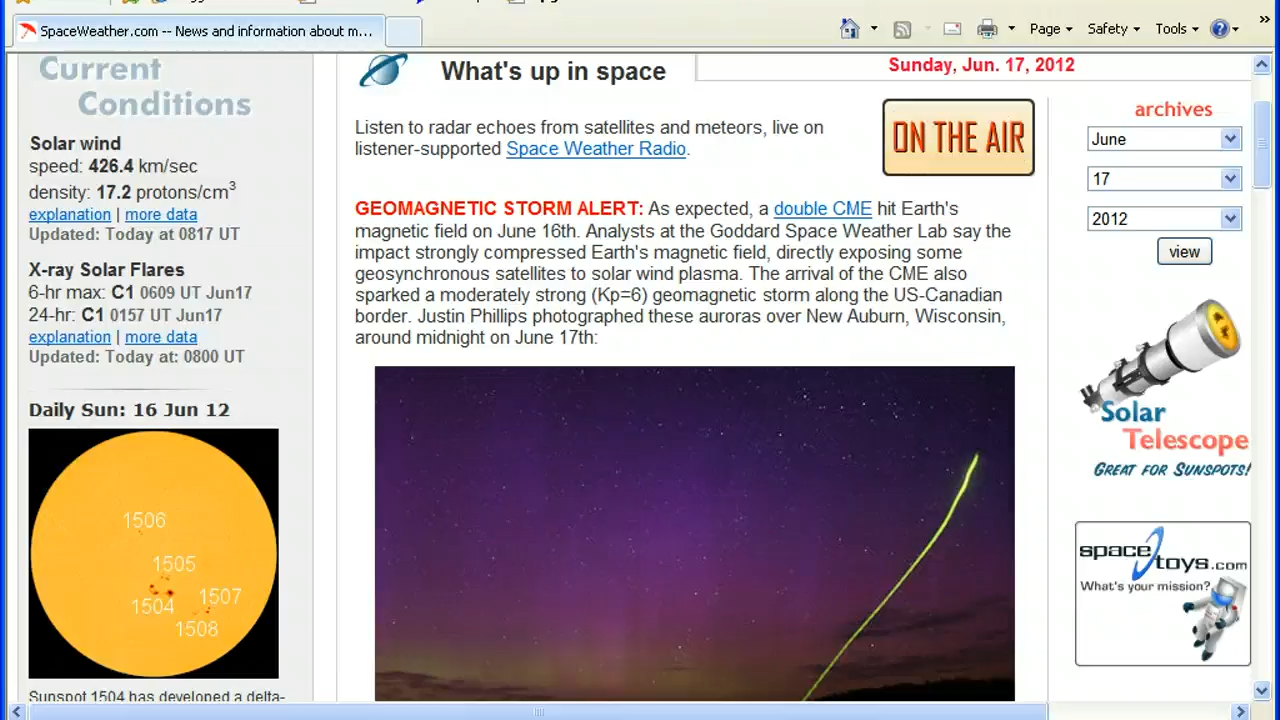 SpaceWeather.com -- News and information about m...
Page
Safety
Tools
»
Current
Conditions
Solar wind
speed: 426.4 km/sec
density: 17.2 protons/cm3
explanation | more data
Updated: Today at 0817 UT
X-ray Solar Flares
6-hr max: C1 0609 UT Jun17
24-hr: C1 0157 UT Jun17
explanation | more data
Updated: Today at: 0800 UT
Daily Sun: 16 Jun 12
1506
1505
1507
1504
1508
Sunspot 1504 has developed a delta-
What's up in space
Sunday, Jun. 17, 2012
Listen to radar echoes from satellites and meteors, live on
listener-supported Space Weather Radio.
ON THE AIR
GEOMAGNETIC STORM ALERT: As expected, a double CME hit Earth's
magnetic field on June 16th. Analysts at the Goddard Space Weather Lab say the
impact strongly compressed Earth's magnetic field, directly exposing some
geosynchronous satellites to solar wind plasma. The arrival of the CME also
sparked a moderately strong (Kp=6) geomagnetic storm along the US-Canadian
border. Justin Phillips photographed these auroras over New Auburn, Wisconsin,
around midnight on June 17th:
archives
June
17
2012
view
Solar
Telescope
GREAT FOR SUNSPOTS!
spacetoys.com
What's your mission?